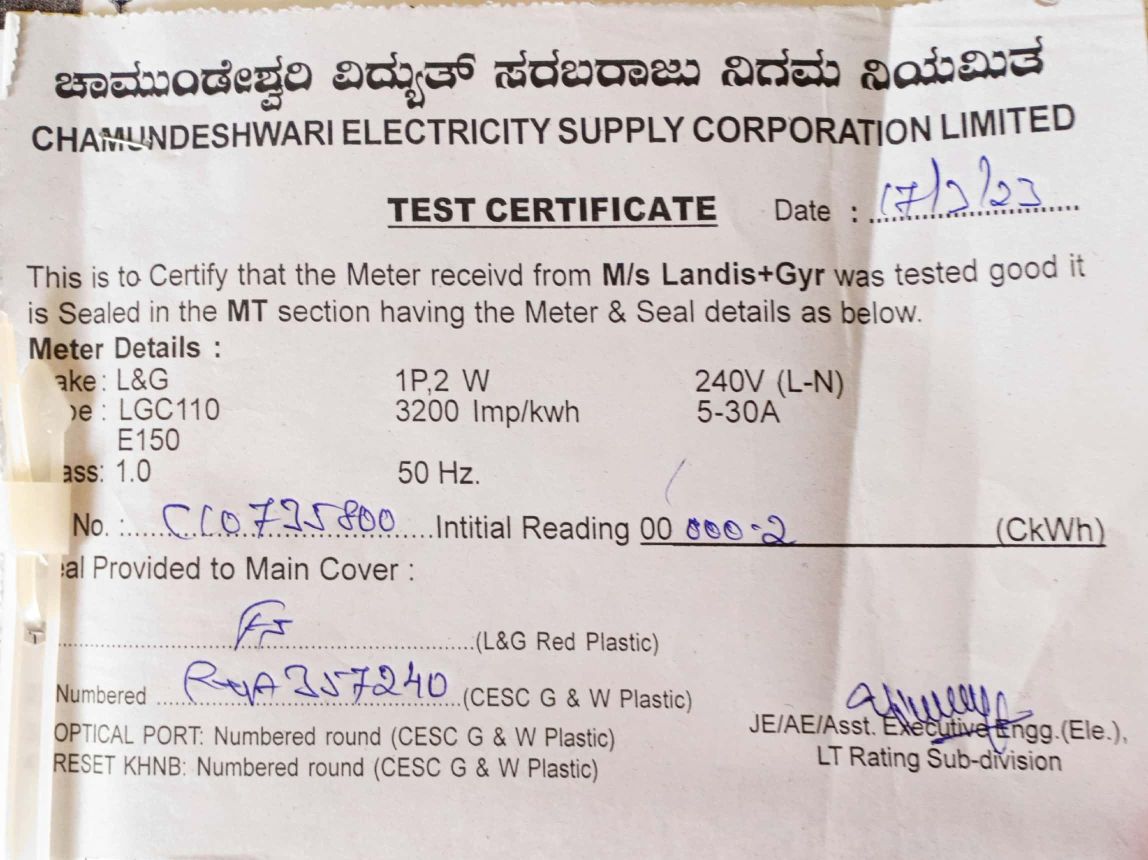 ಚಾಮುಂಡೇಶ್ವರಿ ವಿದ್ಯುತ್ ಸರಬರಾಜು ನಿಗಮ ನಿಯಮಿತ
CHAMUNDESHWARI ELECTRICITY SUPPLY CORPORATION LIMITED
TEST CERTIFICATE Date : 17/3/23
This is to Certify that the Meter receivd from M/s Landis+Gyr was tested good it
is Sealed in the MT section having the Meter & Seal details as below.
Meter Details :
ake : L&G 1P,2 W 240V (L-N)
pe : LGC110 3200 Imp/kwh 5-30A
E150
ass: 1.0 50 Hz.
No. : CC0735800 Intitial Reading 00 000-2 (CkWh)
eal Provided to Main Cover :
(L&G Red Plastic)
Numbered 357240 (CESC G & W Plastic)
OPTICAL PORT: Numbered round (CESC G & W Plastic)
JE/AE/Asst. Executive Engg.(Ele.),
RESET KHNB: Numbered round (CESC G & W Plastic)
LT Rating Sub-division